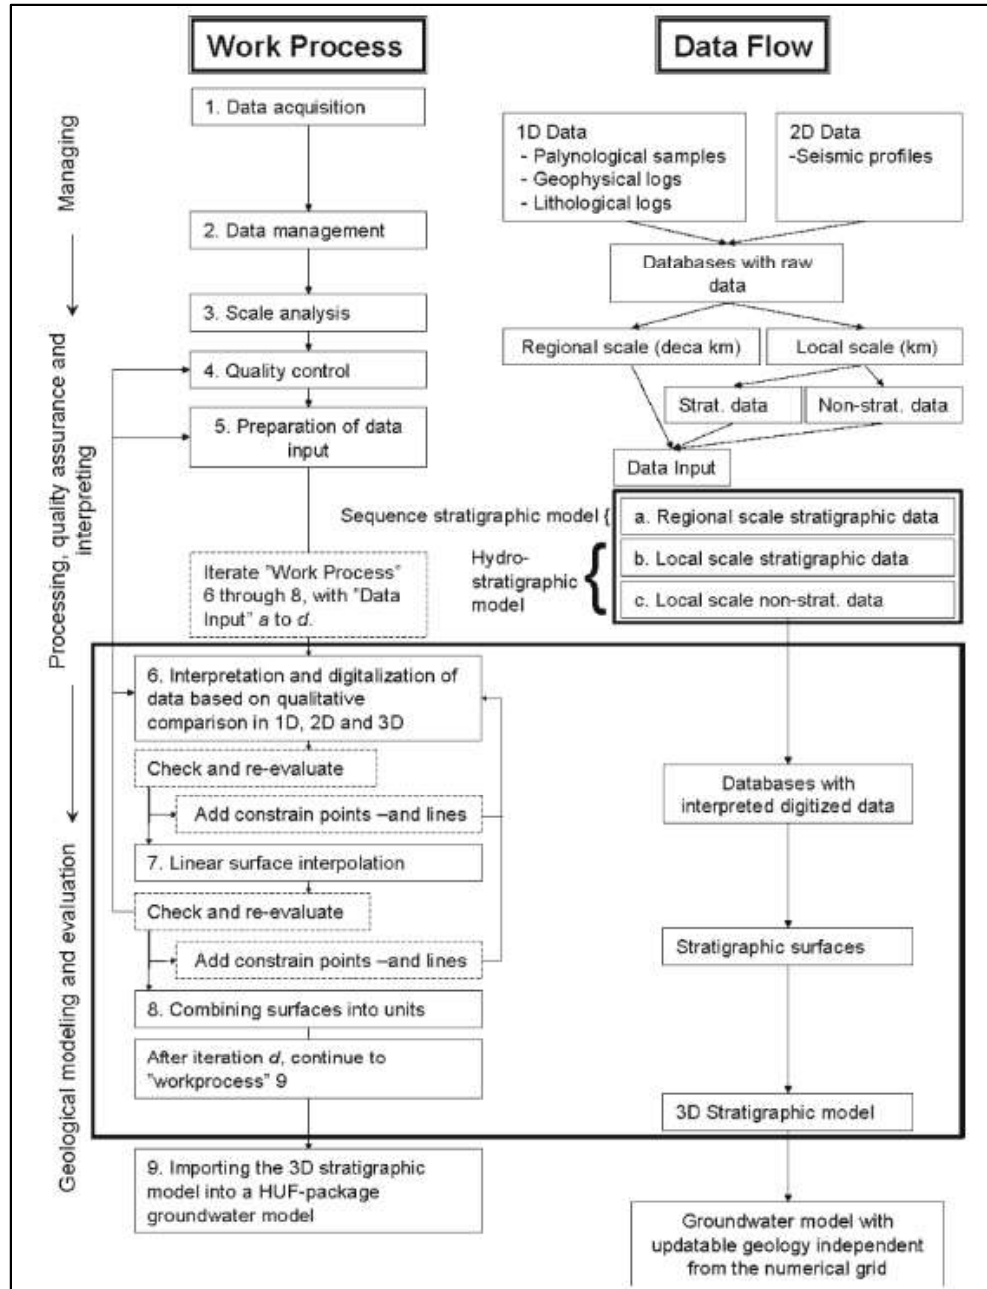 Work Process
Data Flow
Managing
Processing, quality assurance and
interpreting
Geological modeling and evaluation
1. Data acquisition
2. Data management
3. Scale analysis
4. Quality control
5. Preparation of data
input
Iterate "Work Process"
6 through 8, with "Data
Input" a to d.
6. Interpretation and digitalization of
data based on qualitative
comparison in 1D, 2D and 3D
Check and re-evaluate
Add constrain points –and lines
7. Linear surface interpolation
Check and re-evaluate
Add constrain points –and lines
8. Combining surfaces into units
After iteration d, continue to
"workprocess" 9
9. Importing the 3D stratigraphic
model into a HUF-package
groundwater model
1D Data
- Palynological samples
- Geophysical logs
- Lithological logs
2D Data
-Seismic profiles
Databases with raw
data
Regional scale (deca km)
Local scale (km)
Strat. data
Non-strat. data
Data Input
Sequence stratigraphic model {
a. Regional scale stratigraphic data
Hydro-
stratigraphic
model
b. Local scale stratigraphic data
c. Local scale non-strat. data
Databases with
interpreted digitized data
Stratigraphic surfaces
3D Stratigraphic model
Groundwater model with
updatable geology independent
from the numerical grid